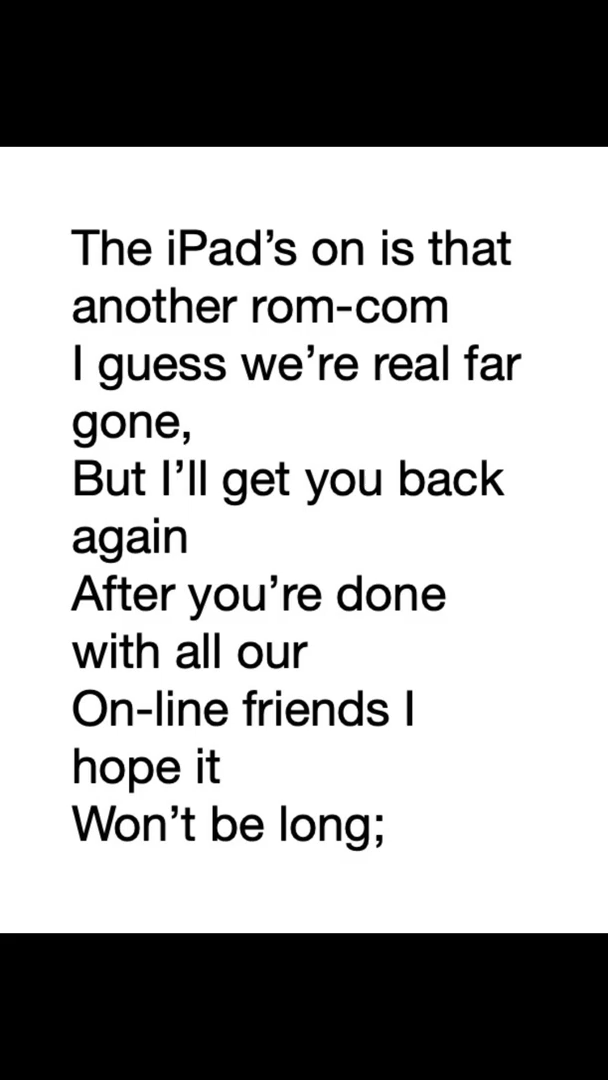 The iPad’s on is that
another rom-com
I guess we’re real far
gone,
But I’ll get you back
again
After you’re done
with all our
On-line friends I
hope it
Won’t be long;